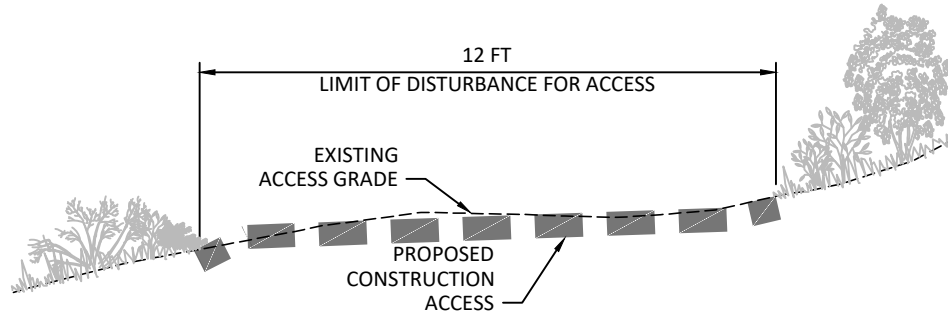 12 FT
LIMIT OF DISTURBANCE FOR ACCESS
EXISTING
ACCESS GRADE
PROPOSED
CONSTRUCTION
ACCESS